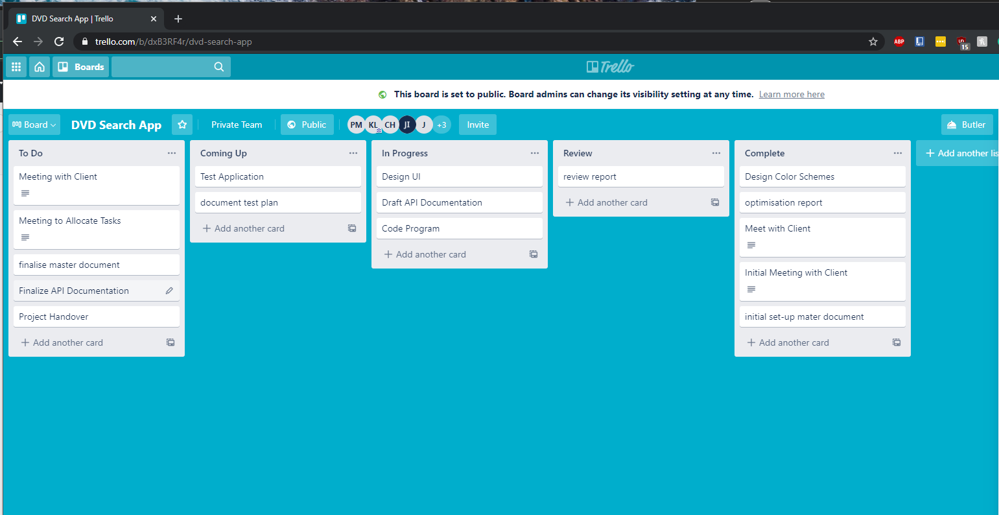 DVD Search App | Trello
trello.com/b/dxB3RF4r/dvd-search-app
ABP
15
Boards
Trello
This board is set to public. Board admins can change its visibility setting at any time. Learn more here
Board
DVD Search App
Private Team
Public
PM KL CH JI J +3
Invite
Butler
To Do
Meeting with Client
Meeting to Allocate Tasks
finalise master document
Finalize API Documentation
Project Handover
Add another card
Coming Up
Test Application
document test plan
Add another card
In Progress
Design UI
Draft API Documentation
Code Program
Add another card
Review
review report
Add another card
Complete
Design Color Schemes
optimisation report
Meet with Client
Initial Meeting with Client
initial set-up mater document
Add another card
Add another lis